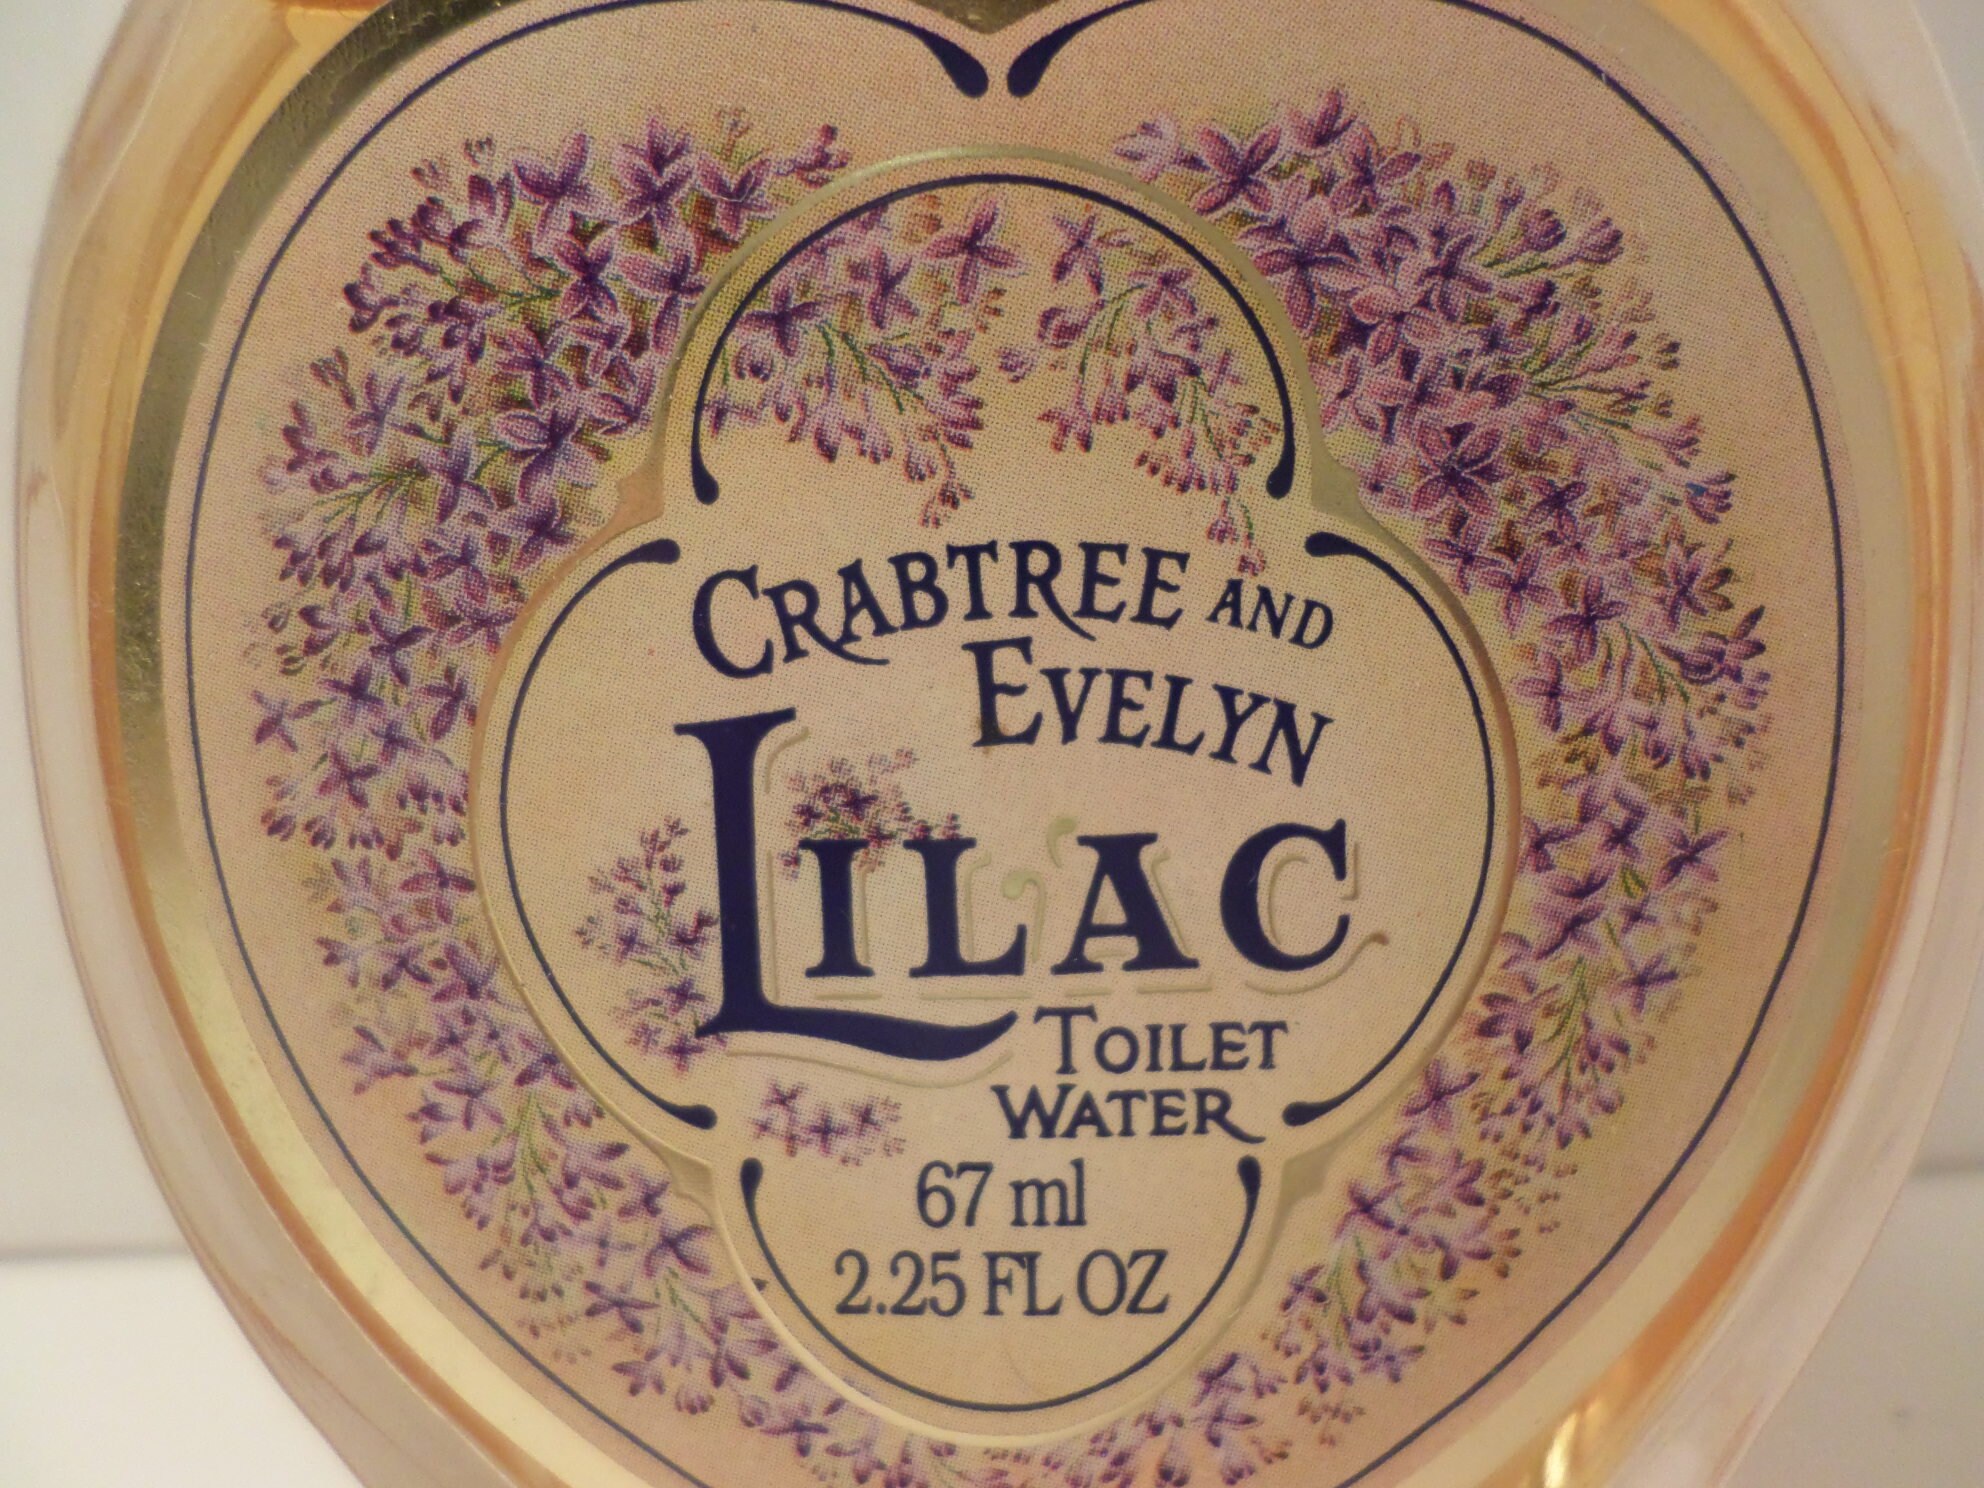 CRABTREE AND
EVELYN
LILAC
TOILET
WATER
67 ml
2.25 FL OZ